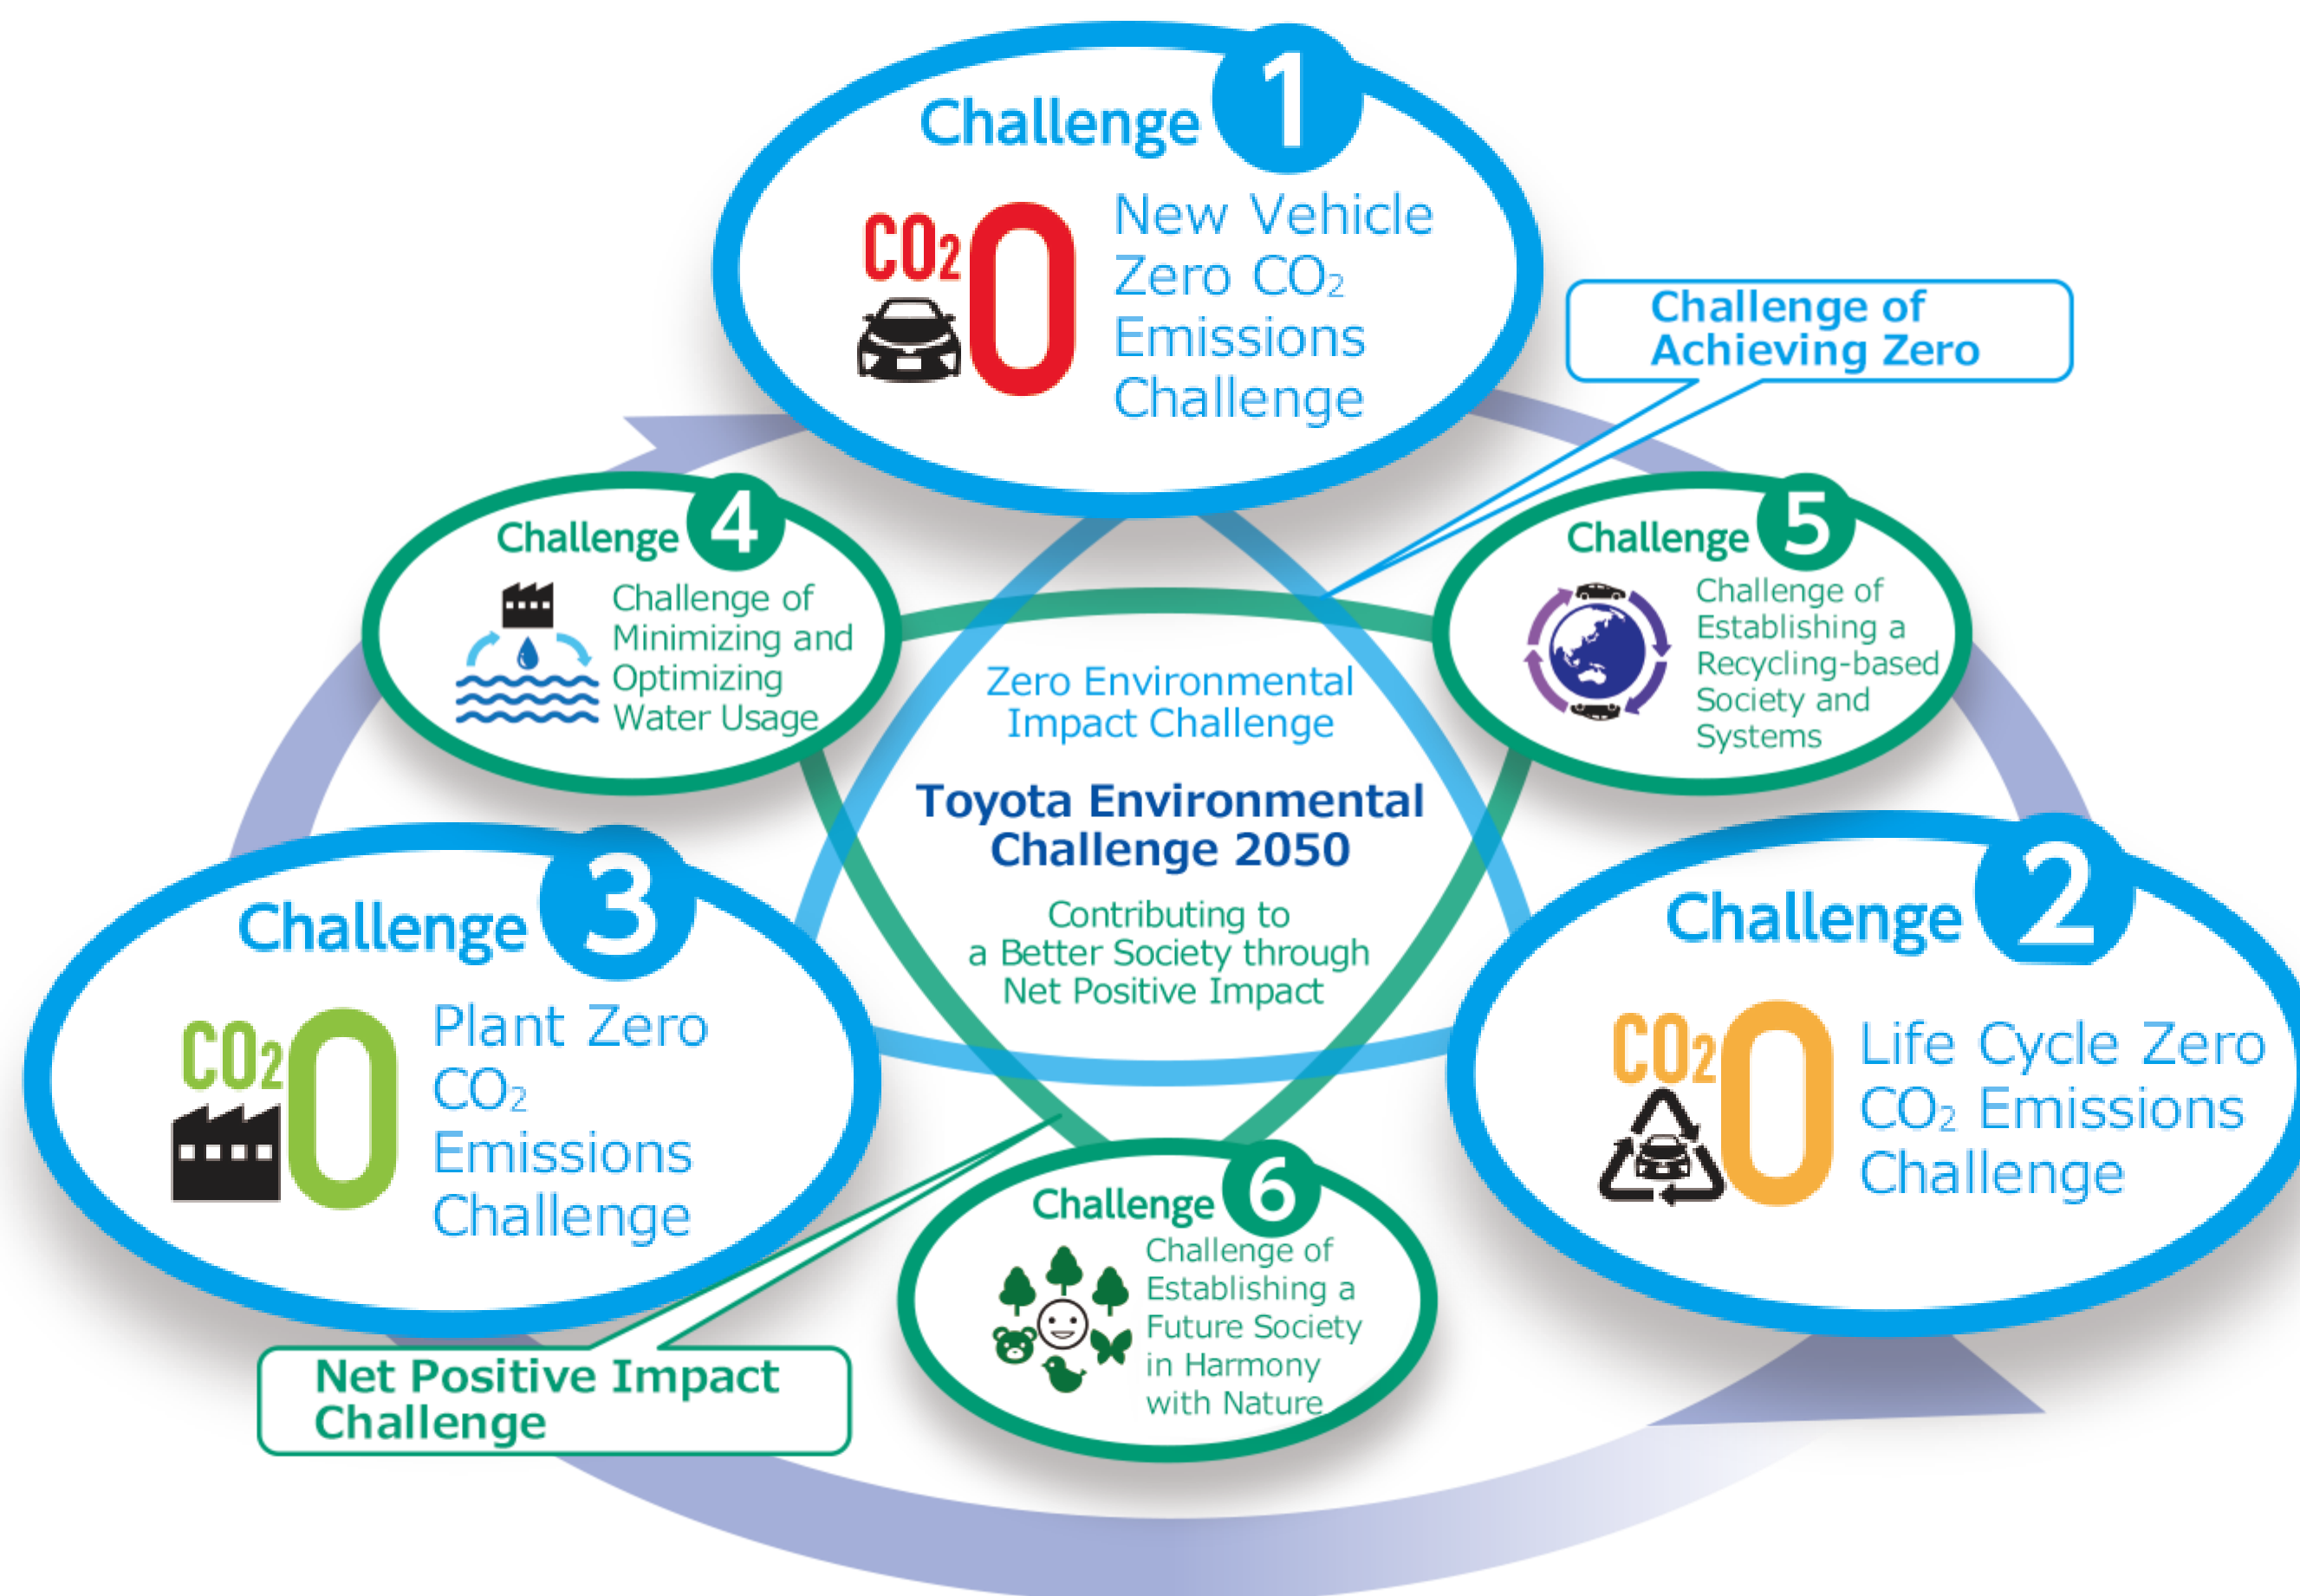 Challenge 1
CO₂ 0
New Vehicle
Zero CO₂
Emissions
Challenge
Challenge of
Achieving Zero
Challenge 4
Challenge of
Minimizing and
Optimizing
Water Usage
Challenge 5
Challenge of
Establishing a
Recycling-based
Society and
Systems
Zero Environmental
Impact Challenge
Toyota Environmental
Challenge 2050
Contributing to
a Better Society through
Net Positive Impact
Challenge 3
CO₂ 0
Plant Zero
CO₂
Emissions
Challenge
Challenge 2
CO₂ 0
Life Cycle Zero
CO₂ Emissions
Challenge
Challenge 6
Challenge of
Establishing a
Future Society
in Harmony
with Nature
Net Positive Impact
Challenge